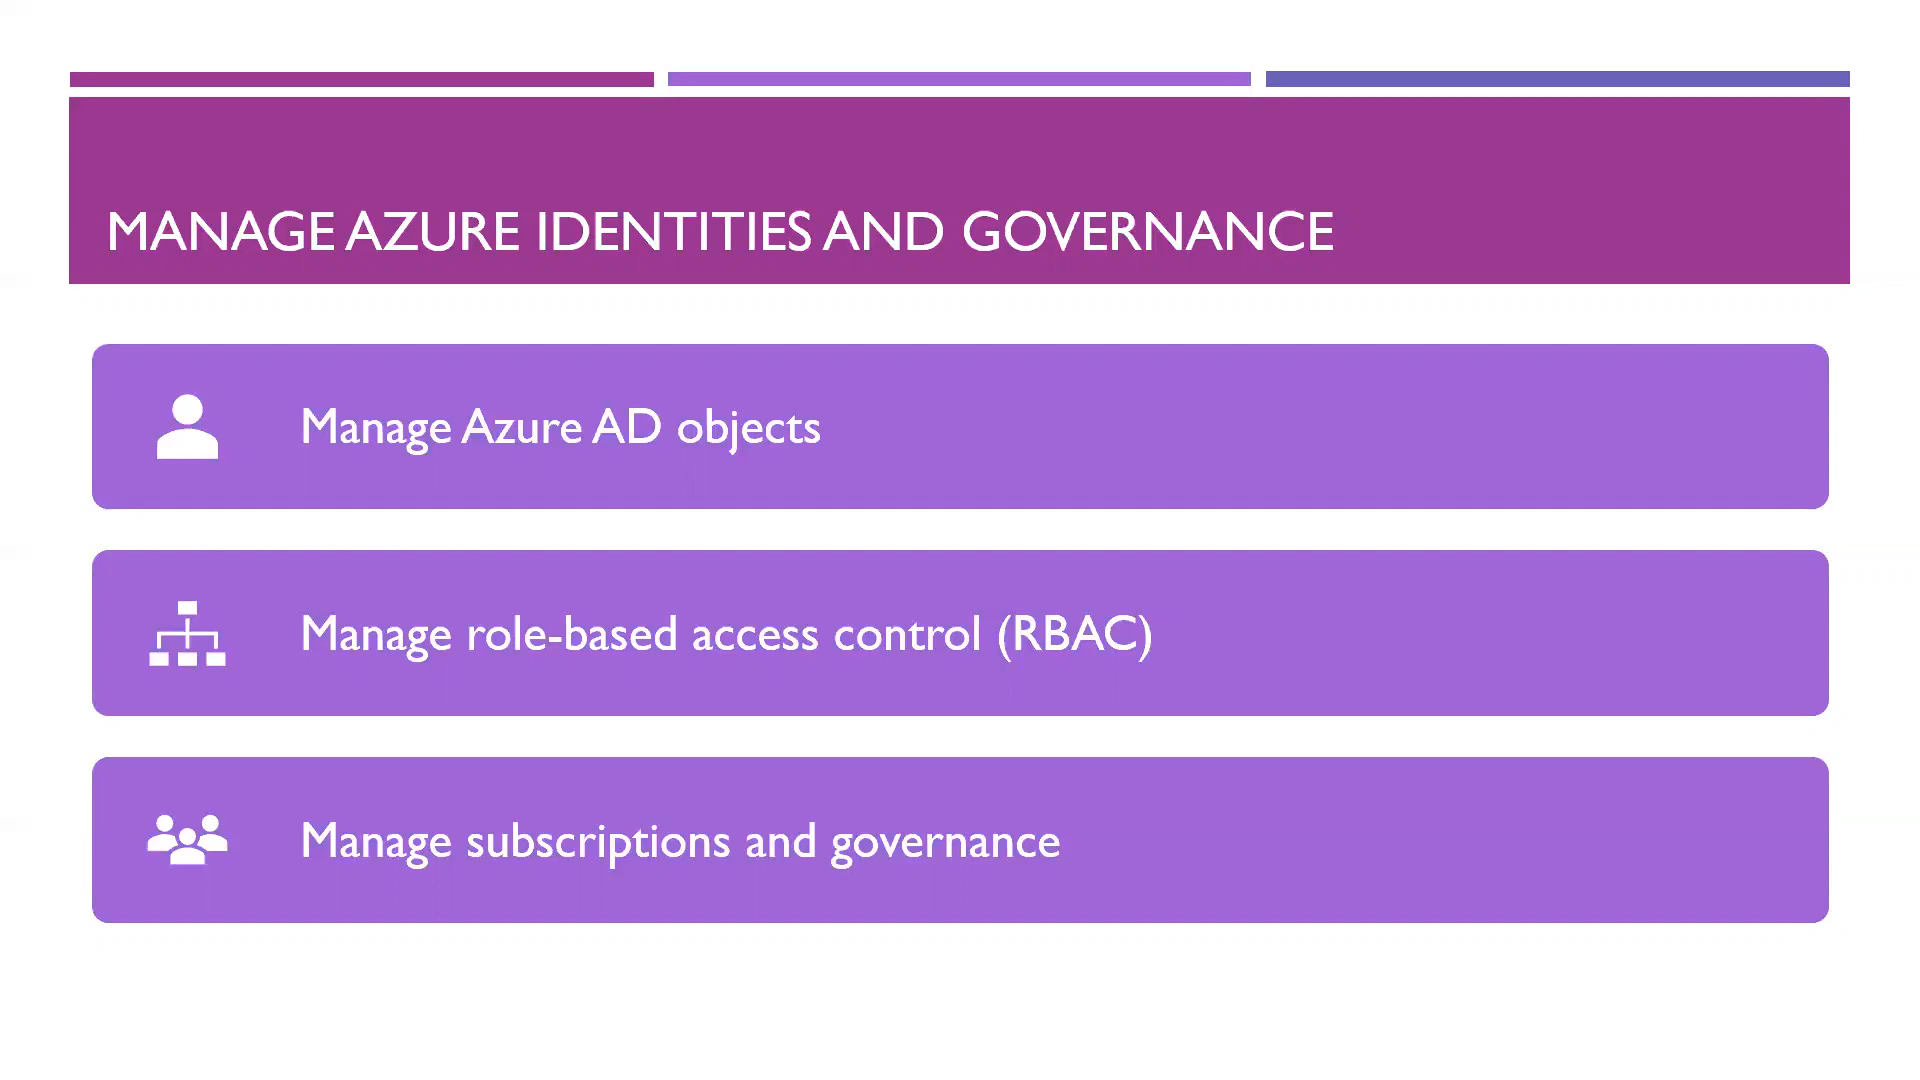 MANAGE AZURE IDENTITIES AND GOVERNANCE
Manage Azure AD objects
Manage role-based access control (RBAC)
Manage subscriptions and governance